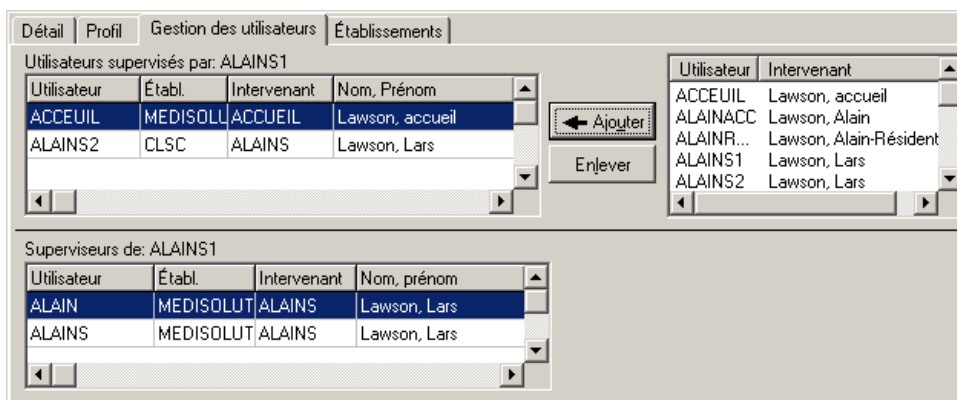 Détail Profil Gestion des utilisateurs Établissements
Utilisateurs supervisés par: ALAINS1
Utilisateur Établ. Intervenant Nom, Prénom
ACCEUIL MEDISOLU ACCUEIL Lawson, accueil
ALAINS2 CLSC ALAINS Lawson, Lars
Ajouter
Enlever
Utilisateur Intervenant
ACCEUIL Lawson, accueil
ALAINACC Lawson, Alain
ALAINR... Lawson, Alain-Résident
ALAINS1 Lawson, Lars
ALAINS2 Lawson, Lars
Superviseurs de: ALAINS1
Utilisateur Établ. Intervenant Nom, prénom
ALAIN MEDISOLUT ALAINS Lawson, Lars
ALAINS MEDISOLUT ALAINS Lawson, Lars